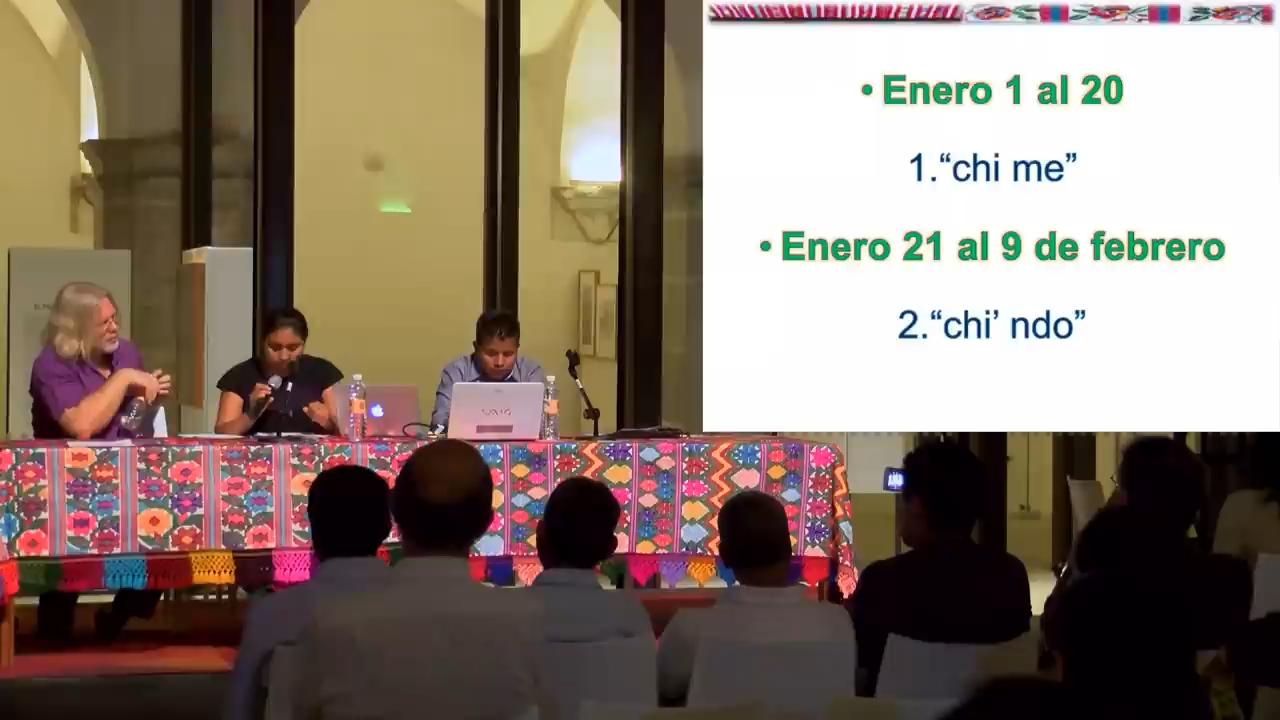 • Enero 1 al 20
1.“chi me”
• Enero 21 al 9 de febrero
2.“chi’ ndo”
VAIO